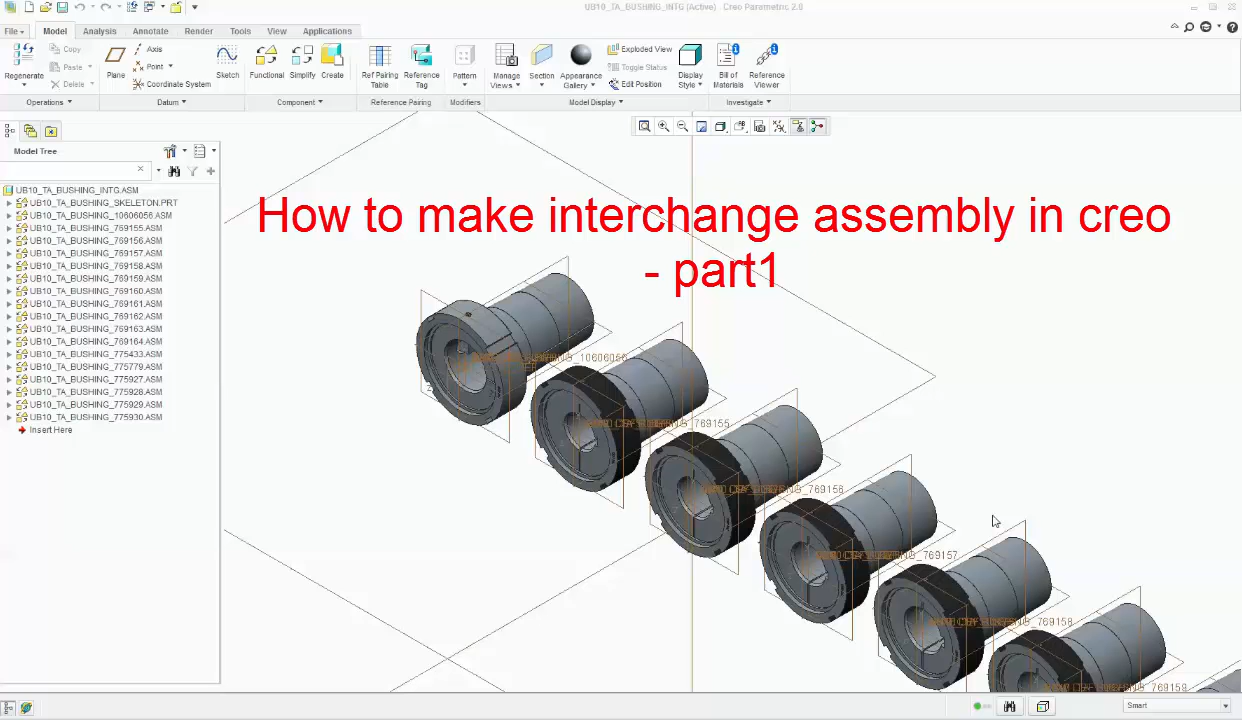 UB10_TA_BUSHING_INTG (Active) Creo Parametric 2.0
File Model Analysis Annotate Render Tools View Applications
Regenerate Copy Paste Delete
Plane Axis Point Coordinate System Sketch
Functional Simplify Create
Ref Pairing Table Reference Tag
Pattern
Manage Views Section Appearance Gallery Exploded View Toggle Status Edit Position Display Style
Bill of Materials Reference Viewer
Operations Datum Component Reference Pairing Modifiers Model Display Investigate
Model Tree
UB10_TA_BUSHING_INTG.ASM
UB10_TA_BUSHING_SKELETON.PRT
UB10_TA_BUSHING_10606056.ASM
UB10_TA_BUSHING_769155.ASM
UB10_TA_BUSHING_769156.ASM
UB10_TA_BUSHING_769157.ASM
UB10_TA_BUSHING_769158.ASM
UB10_TA_BUSHING_769159.ASM
UB10_TA_BUSHING_769160.ASM
UB10_TA_BUSHING_769161.ASM
UB10_TA_BUSHING_769162.ASM
UB10_TA_BUSHING_769163.ASM
UB10_TA_BUSHING_769164.ASM
UB10_TA_BUSHING_775433.ASM
UB10_TA_BUSHING_775779.ASM
UB10_TA_BUSHING_775927.ASM
UB10_TA_BUSHING_775928.ASM
UB10_TA_BUSHING_775929.ASM
UB10_TA_BUSHING_775930.ASM
Insert Here
How to make interchange assembly in creo
- part1
Smart